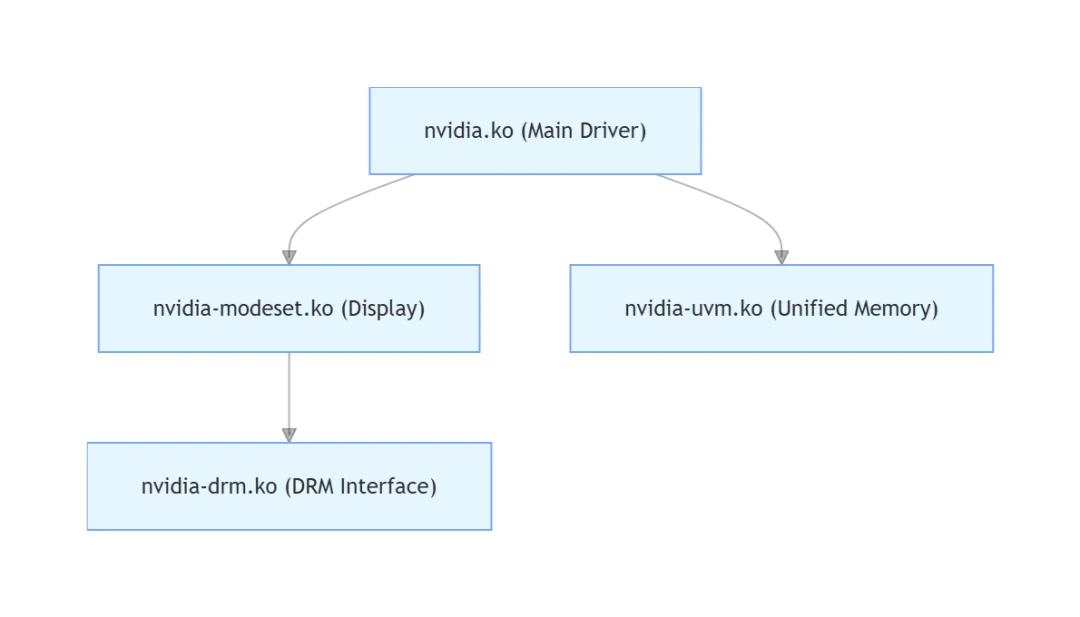 nvidia.ko (Main Driver)
nvidia-modeset.ko (Display)
nvidia-uvm.ko (Unified Memory)
nvidia-drm.ko (DRM Interface)